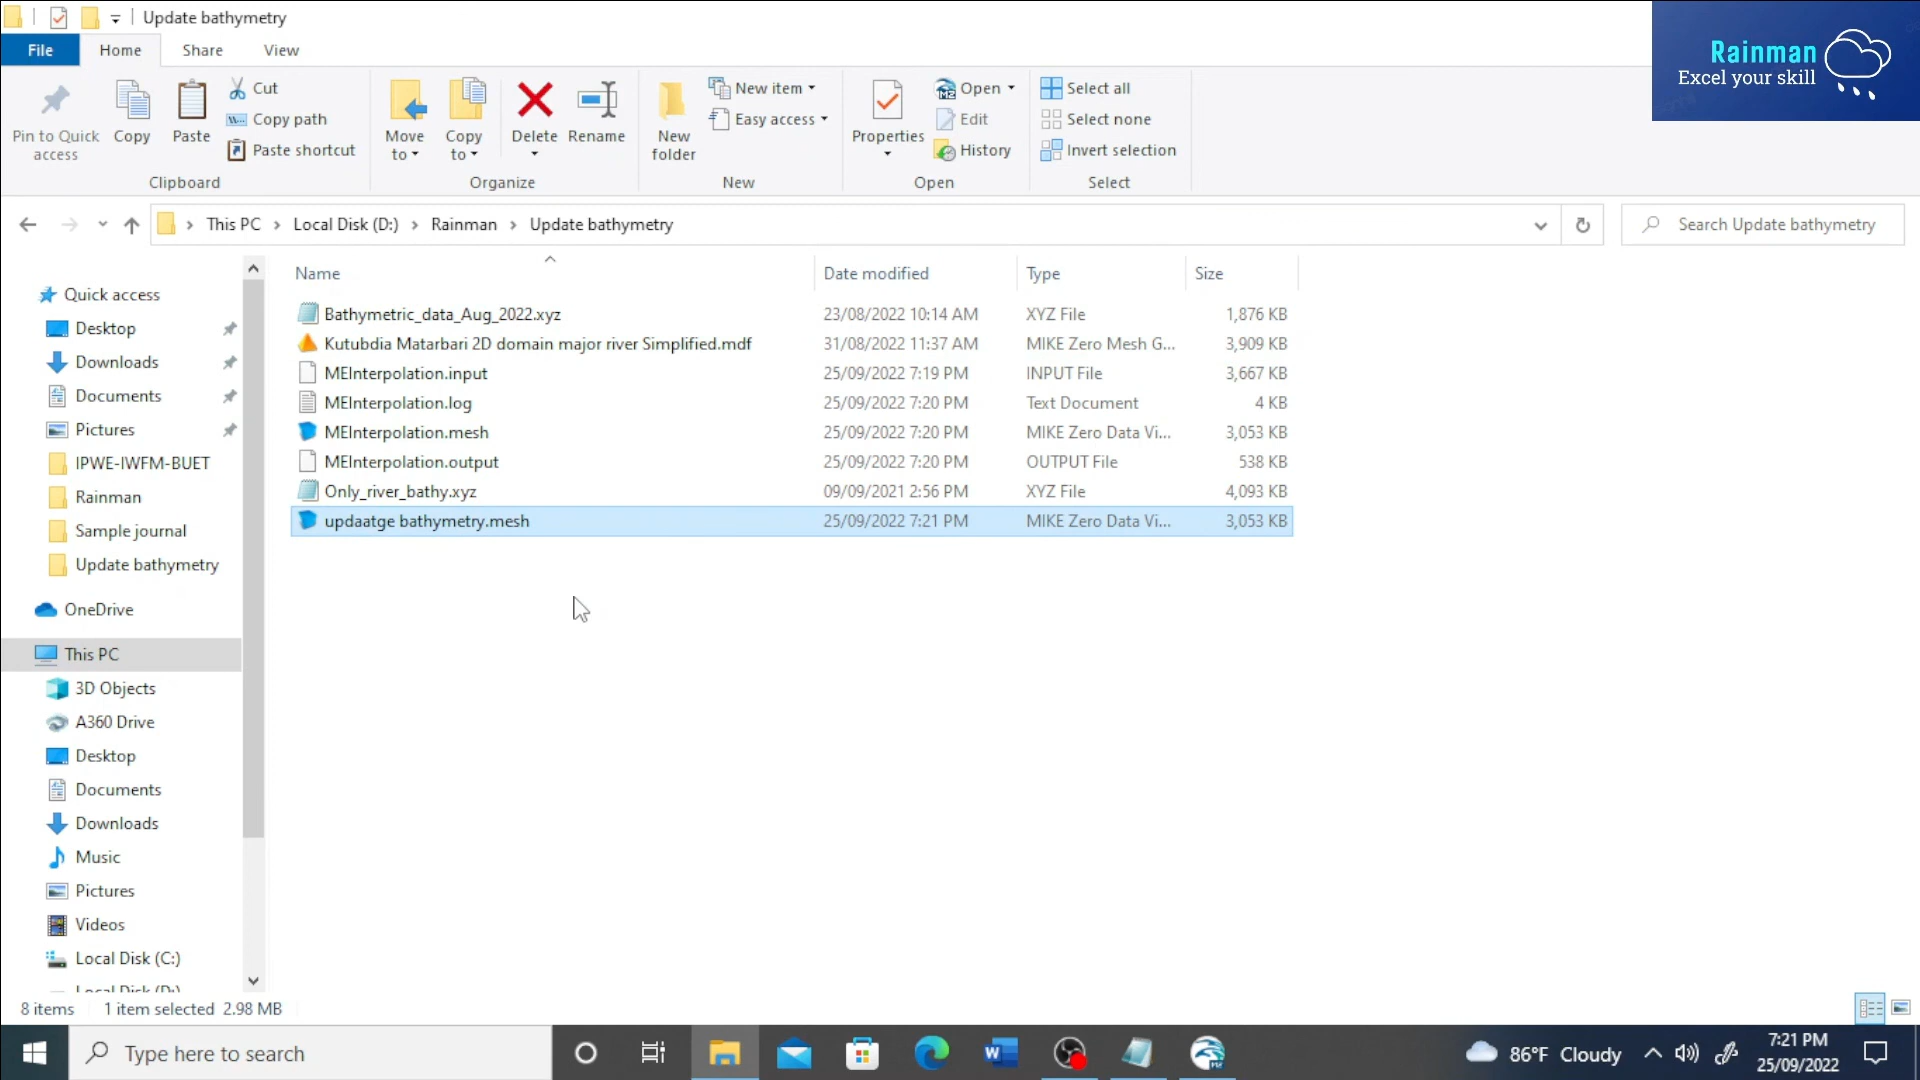 Update bathymetry
File
Home
Share
View
Rainman
Excel your skill
Pin to Quick
access
Copy
Paste
Cut
Copy path
Paste shortcut
Move
to
Copy
to
Delete
Rename
New
folder
New item
Easy access
Properties
Open
Edit
History
Select all
Select none
Invert selection
Clipboard
Organize
New
Open
Select
This PC
Local Disk (D:)
Rainman
Update bathymetry
Search Update bathymetry
Name
Date modified
Type
Size
Bathymetric_data_Aug_2022.xyz 23/08/2022 10:14 AM XYZ File 1,876 KB
Kutubdia Matarbari 2D domain major river Simplified.mdf 31/08/2022 11:37 AM MIKE Zero Mesh G... 3,909 KB
MEInterpolation.input 25/09/2022 7:19 PM INPUT File 3,667 KB
MEInterpolation.log 25/09/2022 7:20 PM Text Document 4 KB
MEInterpolation.mesh 25/09/2022 7:20 PM MIKE Zero Data Vi... 3,053 KB
MEInterpolation.output 25/09/2022 7:20 PM OUTPUT File 538 KB
Only_river_bathy.xyz 09/09/2021 2:56 PM XYZ File 4,093 KB
updaatge bathymetry.mesh 25/09/2022 7:21 PM MIKE Zero Data Vi... 3,053 KB
Quick access
Desktop
Downloads
Documents
Pictures
IPWE-IWFM-BUET
Rainman
Sample journal
Update bathymetry
OneDrive
This PC
3D Objects
A360 Drive
Desktop
Documents
Downloads
Music
Pictures
Videos
Local Disk (C:)
Local Disk (D:)
8 items
1 item selected 2.98 MB
Type here to search
86°F Cloudy
7:21 PM
25/09/2022